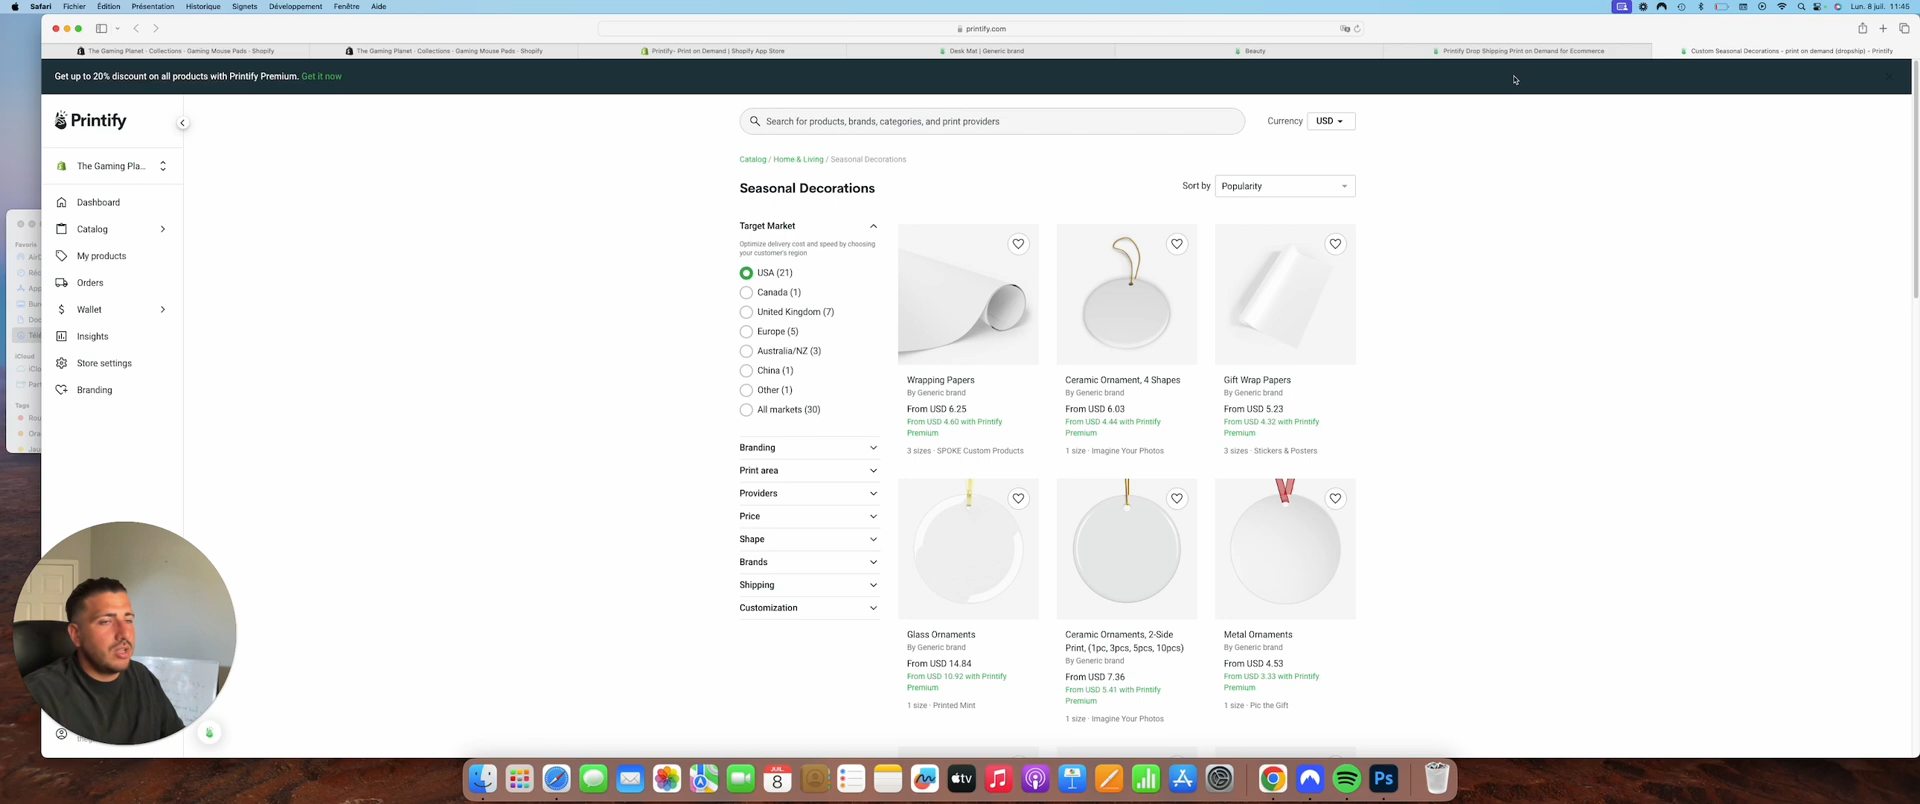 Safari Fichier Édition Présentation Historique Signets Développement Fenêtre Aide
Lun. 8 juil. 11:45
printify.com
The Gaming Planet · Collections · Gaming Mouse Pads · Shopify
The Gaming Planet · Collections · Gaming Mouse Pads · Shopify
Printify- Print on Demand | Shopify App Store
Desk Mat | Generic brand
Beauty
Printify Drop Shipping Print on Demand for Ecommerce
Custom Seasonal Decorations - print on demand (dropship) - Printify
Get up to 20% discount on all products with Printify Premium. Get it now
Printify
Search for products, brands, categories, and print providers
Currency USD
The Gaming Pla...
Dashboard
Catalog
My products
Orders
Wallet
Insights
Store settings
Branding
Favoris
iCloud
Tags
Catalog / Home & Living / Seasonal Decorations
Seasonal Decorations
Sort by Popularity
Target Market
Optimize delivery cost and speed by choosing
your customer's region
USA (21)
Canada (1)
United Kingdom (7)
Europe (5)
Australia/NZ (3)
China (1)
Other (1)
All markets (30)
Branding
Print area
Providers
Price
Shape
Brands
Shipping
Customization
Wrapping Papers
By Generic brand
From USD 6.25
From USD 4.60 with Printify
Premium
3 sizes · SPOKE Custom Products
Ceramic Ornament, 4 Shapes
By Generic brand
From USD 6.03
From USD 4.44 with Printify
Premium
1 size · Imagine Your Photos
Gift Wrap Papers
By Generic brand
From USD 5.23
From USD 4.32 with Printify
Premium
3 sizes · Stickers & Posters
Glass Ornaments
By Generic brand
From USD 14.84
From USD 10.92 with Printify
Premium
1 size · Printed Mint
Ceramic Ornaments, 2-Side
Print, (1pc, 3pcs, 5pcs, 10pcs)
By Generic brand
From USD 7.36
From USD 5.41 with Printify
Premium
1 size · Imagine Your Photos
Metal Ornaments
By Generic brand
From USD 4.53
From USD 3.33 with Printify
Premium
1 size · Pic the Gift
JUIL
8
tv
Ps